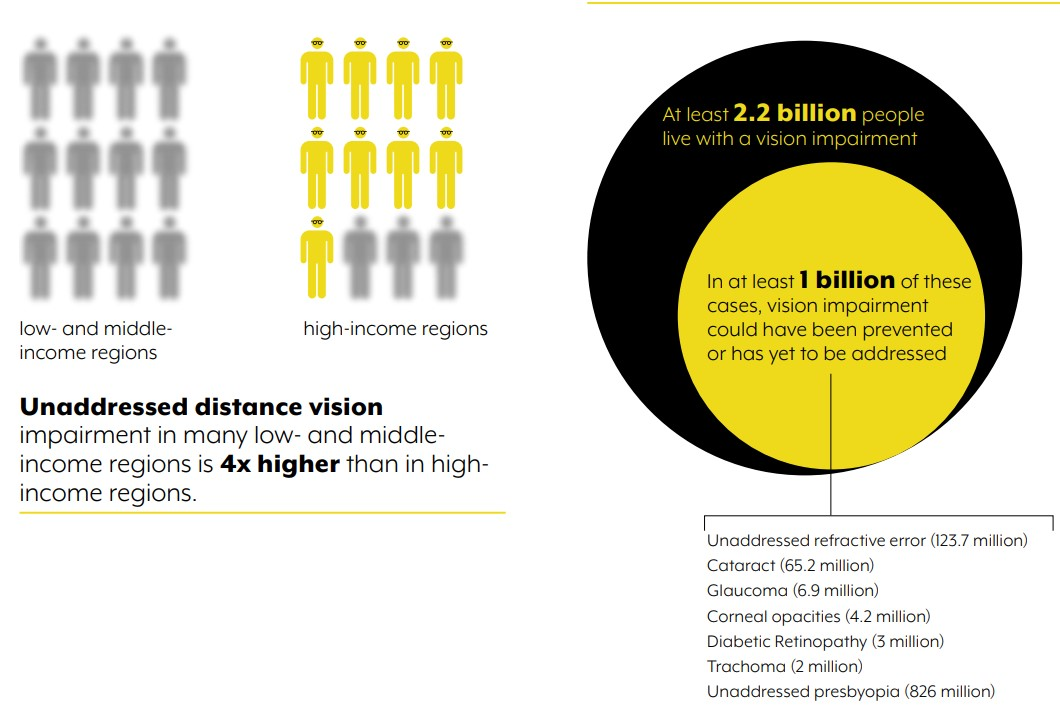 low- and middle-
income regions
high-income regions
Unaddressed distance vision
impairment in many low- and middle-
income regions is 4x higher than in high-
income regions.
At least 2.2 billion people
live with a vision impairment
In at least 1 billion of these
cases, vision impairment
could have been prevented
or has yet to be addressed
Unaddressed refractive error (123.7 million)
Cataract (65.2 million)
Glaucoma (6.9 million)
Corneal opacities (4.2 million)
Diabetic Retinopathy (3 million)
Trachoma (2 million)
Unaddressed presbyopia (826 million)